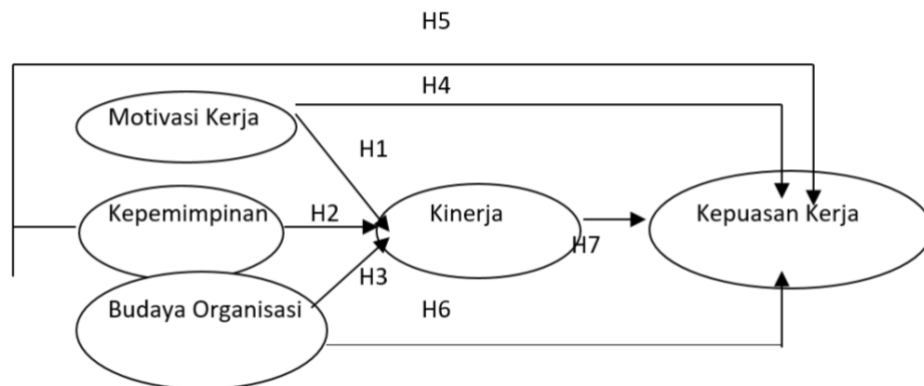 H5
H4
Motivasi Kerja
H1
Kepemimpinan
H2
Kinerja
Kepuasan Kerja
H7
H3
Budaya Organisasi
H6